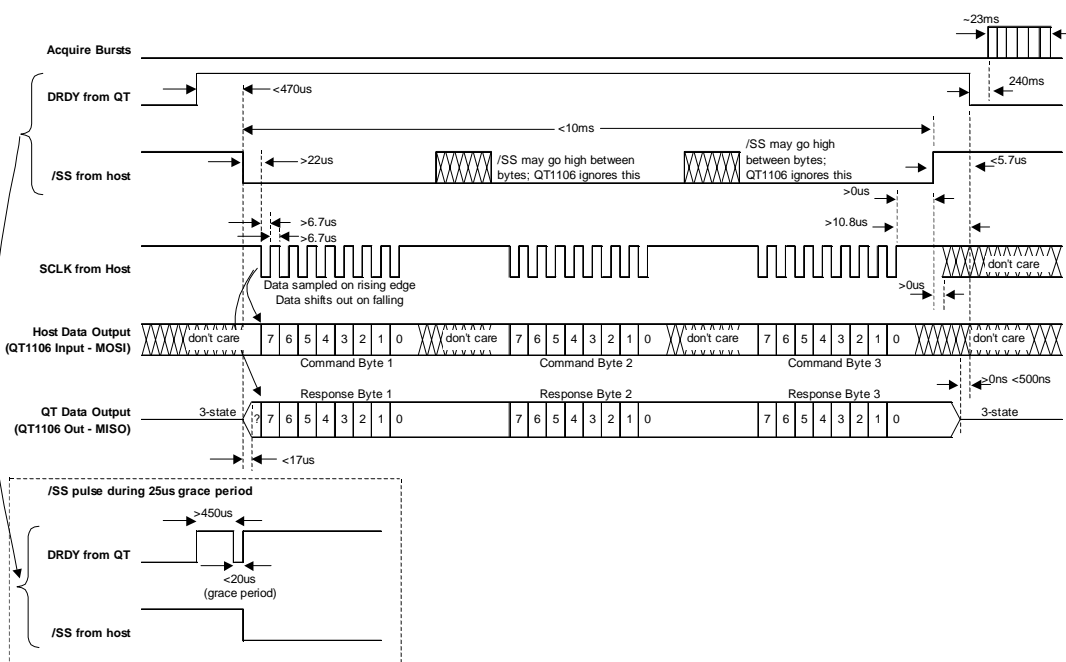 ~23ms
Acquire Bursts
DRDY from QT
<470us
240ms
<10ms
/SS from host
>22us
/SS may go high between
bytes; QT1106 ignores this
/SS may go high
between bytes;
QT1106 ignores this
<5.7us
>0us
>6.7us
>6.7us
>10.8us
SCLK from Host
don't care
Data sampled on rising edge
Data shifts out on falling
>0us
Host Data Output
(QT1106 Input - MOSI)
don't care 7 6 5 4 3 2 1 0 don't care 7 6 5 4 3 2 1 0 don't care 7 6 5 4 3 2 1 0 don't care
Command Byte 1 Command Byte 2 Command Byte 3
>0ns <500ns
Response Byte 1 Response Byte 2 Response Byte 3
QT Data Output
(QT1106 Out - MISO)
3-state ? 7 6 5 4 3 2 1 0 7 6 5 4 3 2 1 0 7 6 5 4 3 2 1 0 3-state
<17us
/SS pulse during 25us grace period
>450us
DRDY from QT
<20us
(grace period)
/SS from host